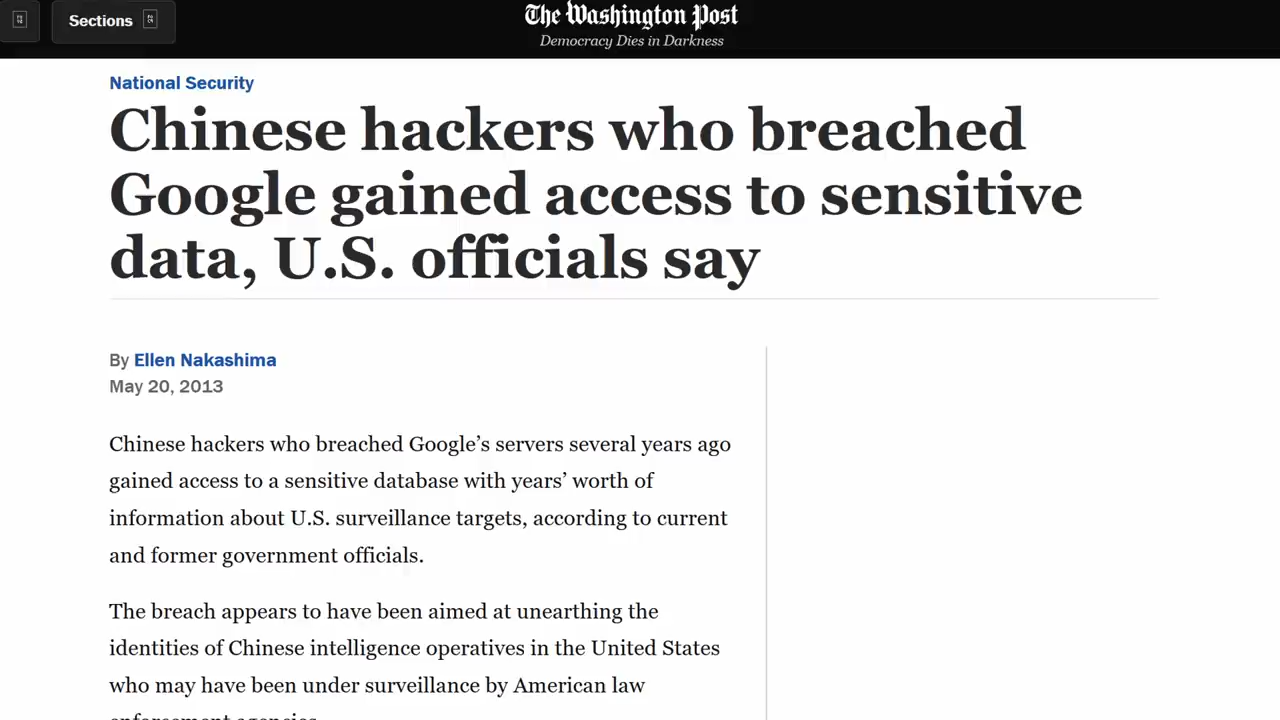 Sections
The Washington Post
Democracy Dies in Darkness
National Security
Chinese hackers who breached
Google gained access to sensitive
data, U.S. officials say
By Ellen Nakashima
May 20, 2013
Chinese hackers who breached Google’s servers several years ago
gained access to a sensitive database with years’ worth of
information about U.S. surveillance targets, according to current
and former government officials.
The breach appears to have been aimed at unearthing the
identities of Chinese intelligence operatives in the United States
who may have been under surveillance by American law
enforcement agencies.